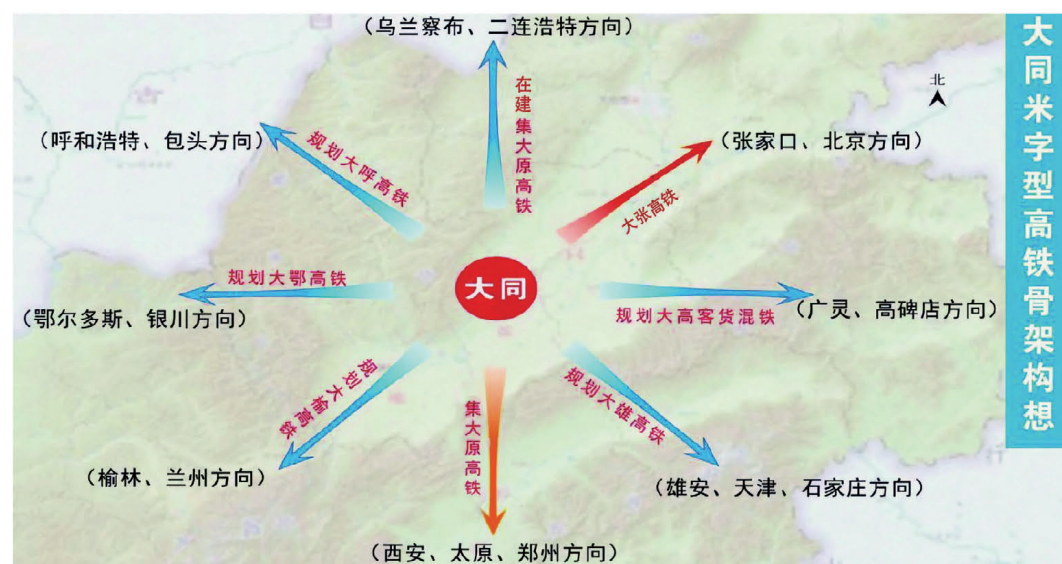 大同米字型高铁骨架构想
（乌兰察布、二连浩特方向）
在建 集大原高铁
北
（呼和浩特、包头方向）
规划大呼高铁
（张家口、北京方向）
大张高铁
规划大鄂高铁
（鄂尔多斯、银川方向）
大同
规划大高客货混铁
（广灵、高碑店方向）
规划大榆高铁
（榆林、兰州方向）
集大原高铁
（西安、太原、郑州方向）
规划大雄高铁
（雄安、天津、石家庄方向）